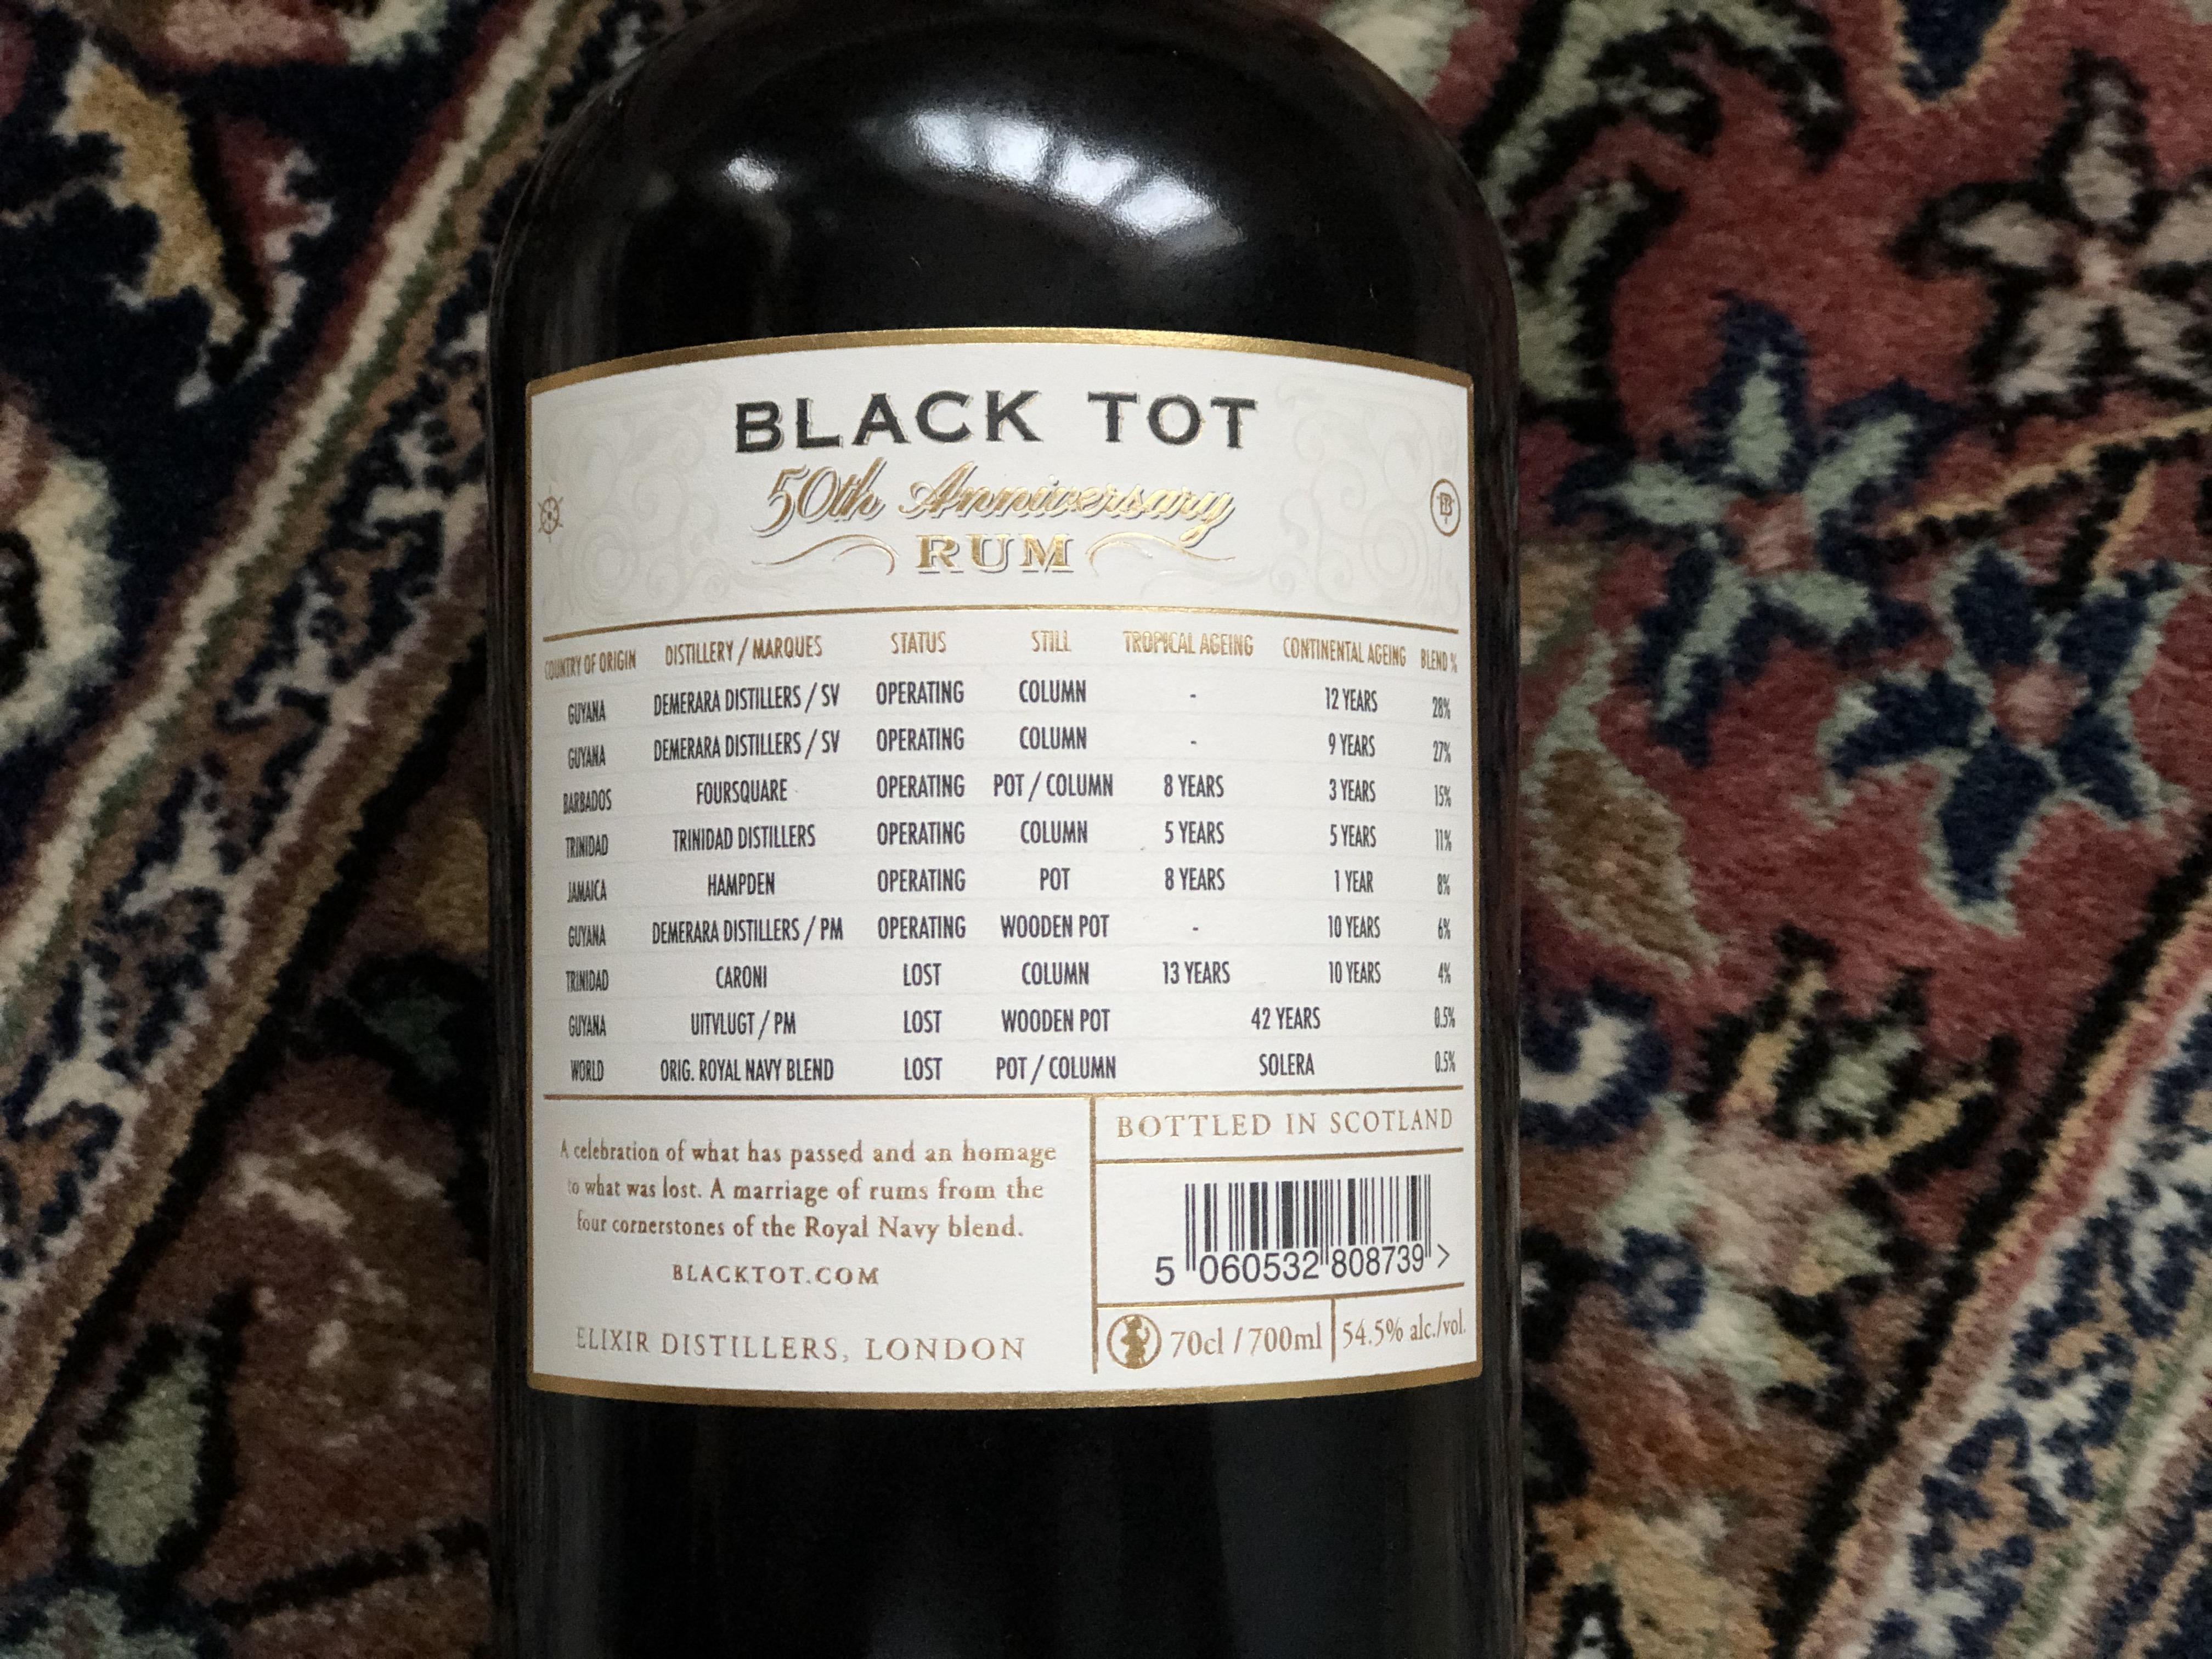 BLACK TOT
50th Anniversary
RUM
COUNTRY OF ORIGIN DISTILLERY / MARQUES STATUS STILL TROPICAL AGEING CONTINENTAL AGEING BLEND %
GUYANA DEMERARA DISTILLERS / SV OPERATING COLUMN - 12 YEARS 28%
GUYANA DEMERARA DISTILLERS / SV OPERATING COLUMN - 9 YEARS 27%
BARBADOS FOURSQUARE OPERATING POT / COLUMN 8 YEARS 3 YEARS 15%
TRINIDAD TRINIDAD DISTILLERS OPERATING COLUMN 5 YEARS 5 YEARS 11%
JAMAICA HAMPDEN OPERATING POT 8 YEARS 1 YEAR 8%
GUYANA DEMERARA DISTILLERS / PM OPERATING WOODEN POT - 10 YEARS 6%
TRINIDAD CARONI LOST COLUMN 13 YEARS 10 YEARS 4%
GUYANA UITVLUGT / PM LOST WOODEN POT 42 YEARS 0.5%
WORLD ORIG. ROYAL NAVY BLEND LOST POT / COLUMN SOLERA 0.5%
A celebration of what has passed and an homage
to what was lost. A marriage of rums from the
four cornerstones of the Royal Navy blend.
BLACKTOT.COM
ELIXIR DISTILLERS, LONDON
BOTTLED IN SCOTLAND
5 060532 808739 >
70cl / 700ml 54.5% alc./vol.